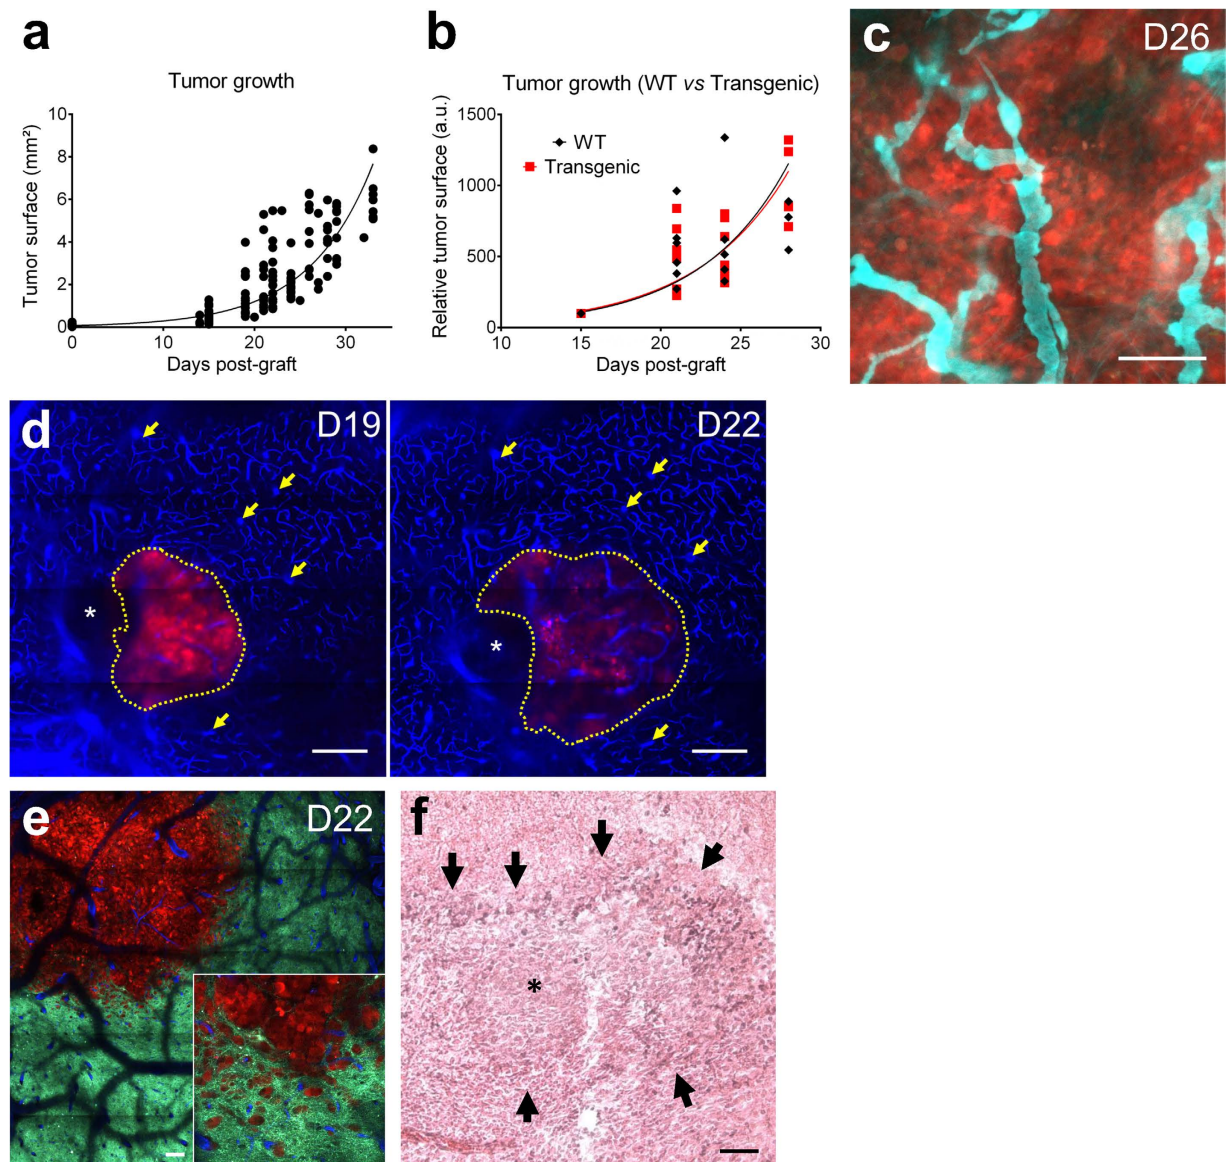 a
Tumor growth
Tumor surface (mm²)
10
8
6
4
2
0
0
10
20
30
Days post-graft
b
Tumor growth (WT vs Transgenic)
Relative tumor surface (a.u.)
1500
1000
500
0
WT
Transgenic
10
15
20
25
30
Days post-graft
c
D26
d
D19
*
D22
*
e
D22
f
*